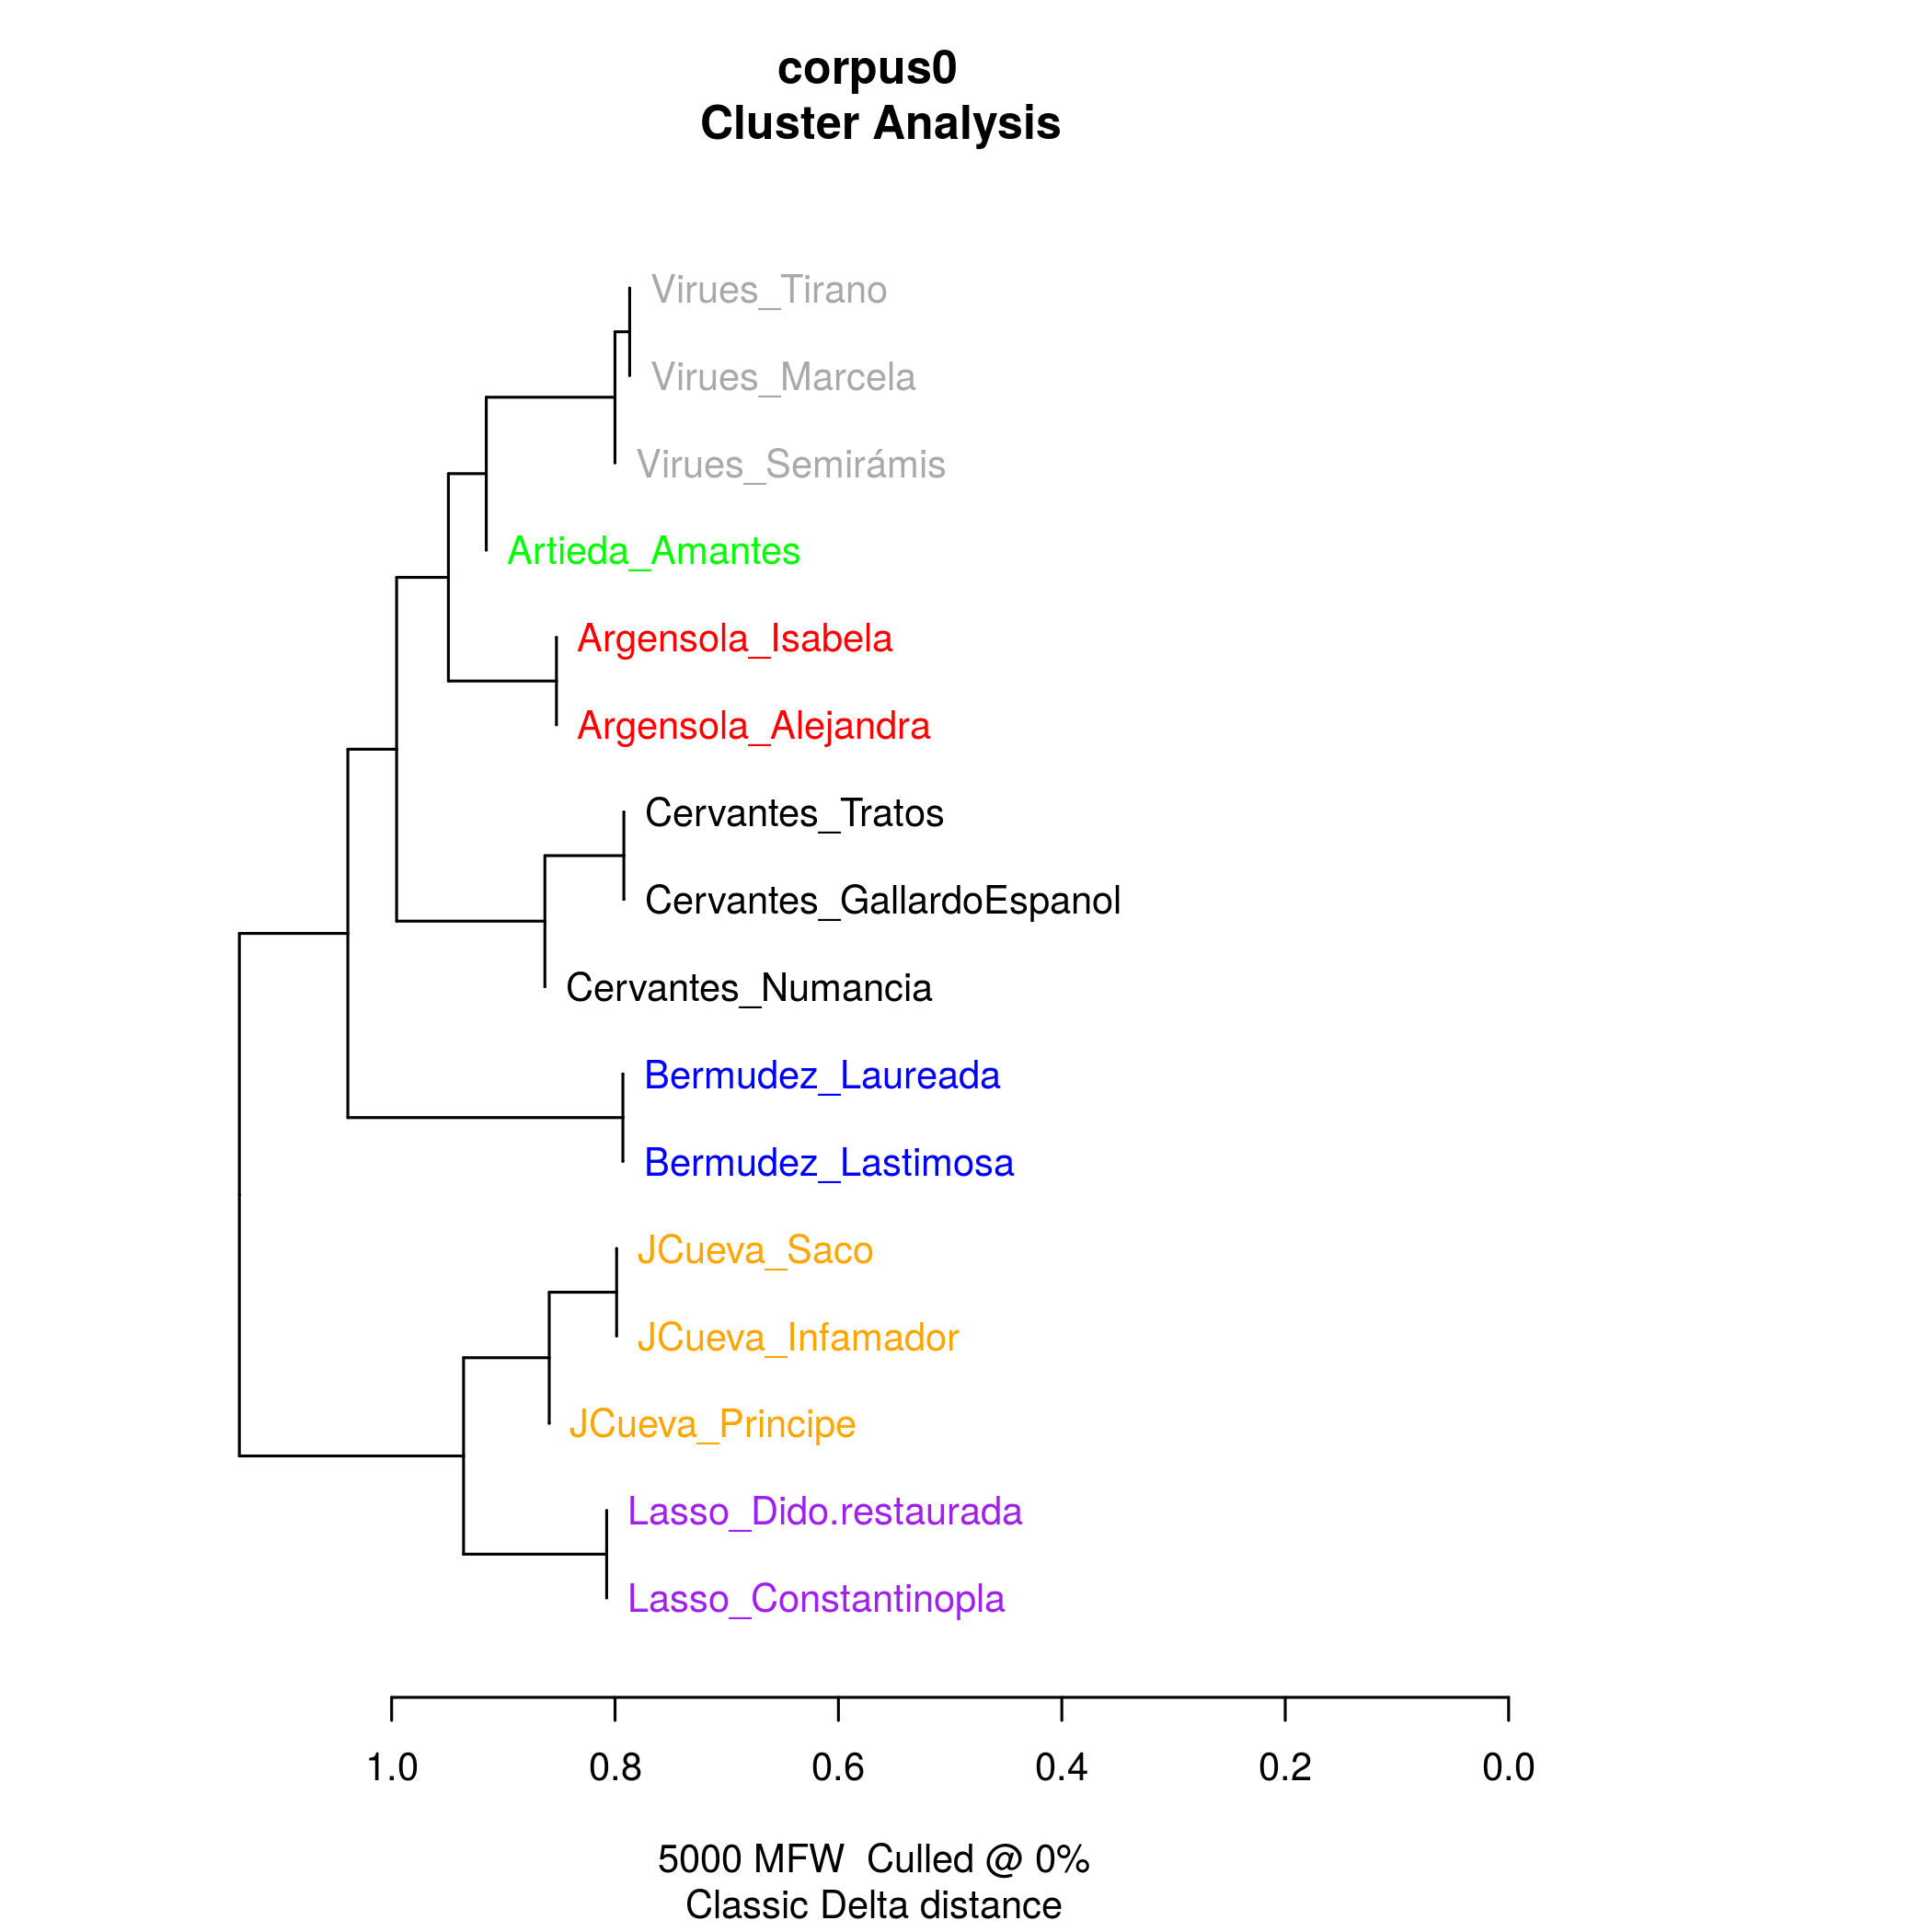 corpus0
Cluster Analysis
Virues_Tirano
Virues_Marcela
Virues_Semirámis
Artieda_Amantes
Argensola_Isabela
Argensola_Alejandra
Cervantes_Tratos
Cervantes_GallardoEspanol
Cervantes_Numancia
Bermudez_Laureada
Bermudez_Lastimosa
JCueva_Saco
JCueva_Infamador
JCueva_Principe
Lasso_Dido.restaurada
Lasso_Constantinopla
1.0 0.8 0.6 0.4 0.2 0.0
5000 MFW  Culled @ 0%
Classic Delta distance